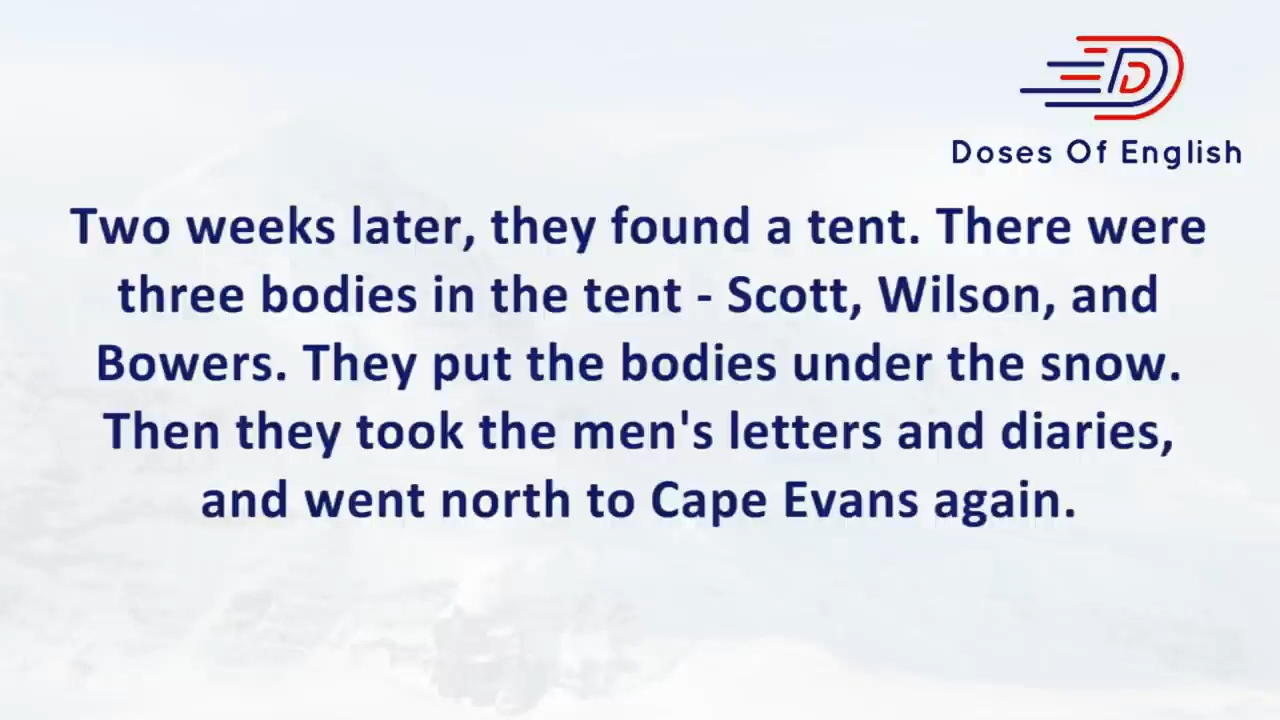 Doses Of English
Two weeks later, they found a tent. There were
three bodies in the tent - Scott, Wilson, and
Bowers. They put the bodies under the snow.
Then they took the men's letters and diaries,
and went north to Cape Evans again.